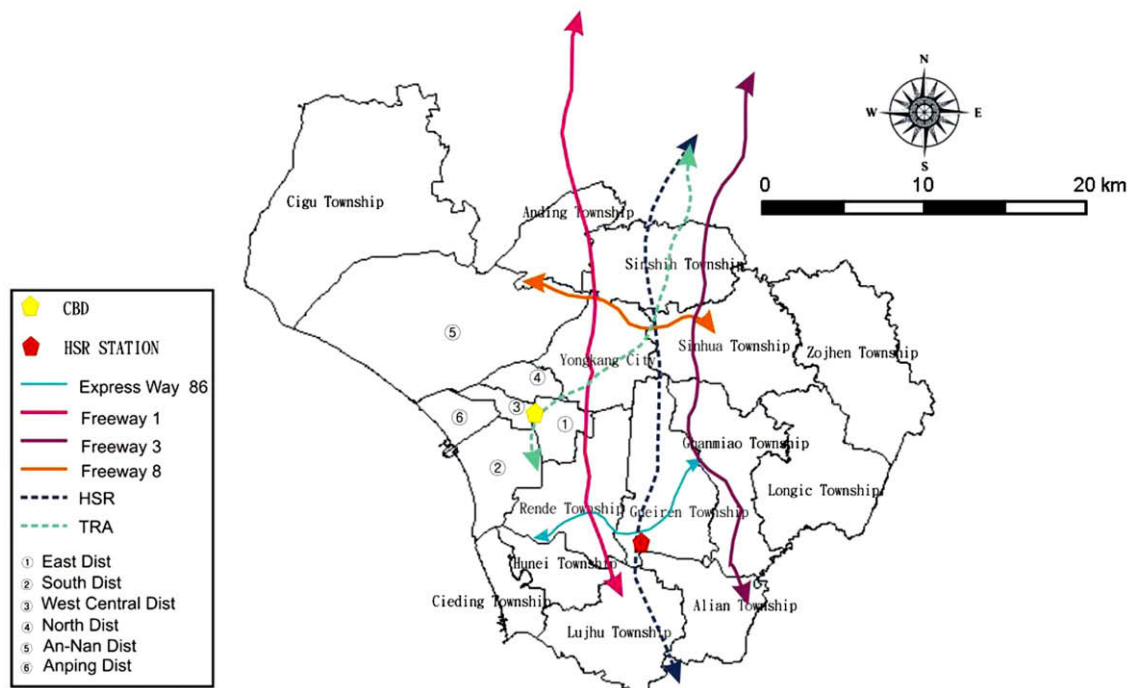 N
W
E
S
0
10
20 km
Cigu Township
Anding Township
Sinshih Township
⑤
Yongkang City
Sinhua Township
Zojhen Township
④
③
①
⑥
②
Guanmiao Township
Longic Township
Rende Township
Gueiren Township
Hunei Township
Cieding Township
Alian Township
Lujhu Township
CBD
HSR STATION
Express Way 86
Freeway 1
Freeway 3
Freeway 8
HSR
TRA
① East Dist
② South Dist
③ West Central Dist
④ North Dist
⑤ An-Nan Dist
⑥ Anping Dist